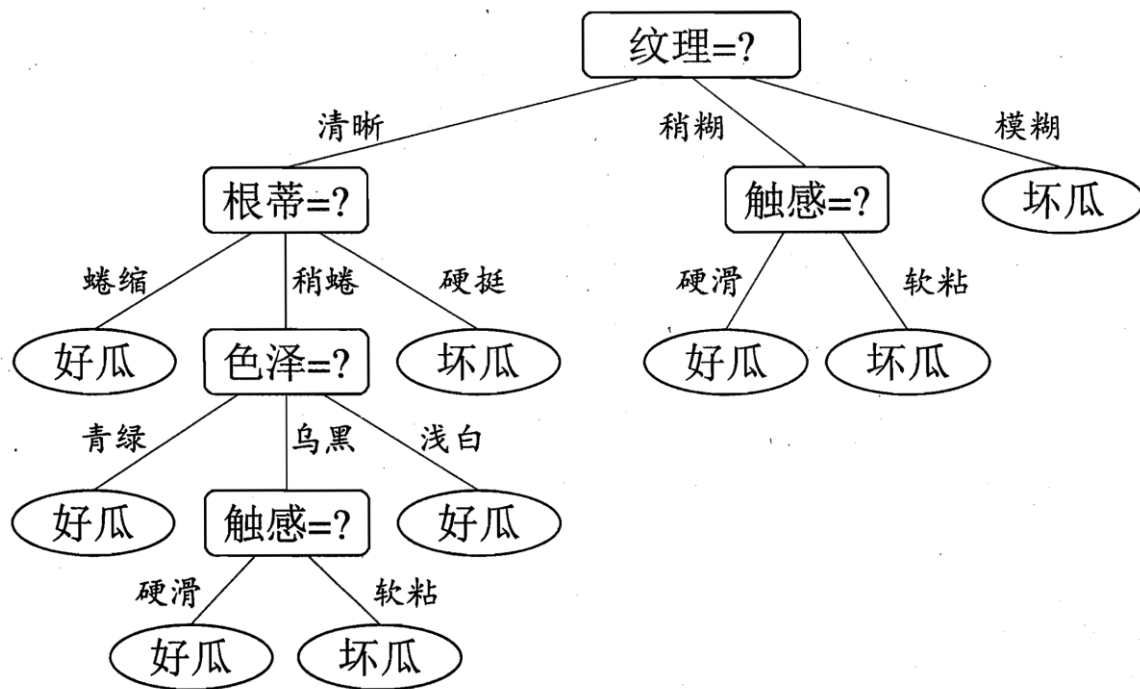 纹理=?
清晰 稍糊 模糊
根蒂=? 触感=? 坏瓜
蜷缩 稍蜷 硬挺 硬滑 软粘
好瓜 色泽=? 坏瓜 好瓜 坏瓜
青绿 乌黑 浅白
好瓜 触感=? 好瓜
硬滑 软粘
好瓜 坏瓜